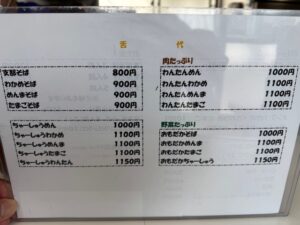 支那そば 800円
わかめそば 900円
めんまそば 900円
たまごそば 900円
肉たっぷり
わんたんめん 1000円
わんたんわかめ 1100円
わんたんめんま 1100円
わんたんたまご 1100円
ちゃーしゅうめん 1000円
ちゃーしゅうわかめ 1100円
ちゃーしゅうめんま 1100円
ちゃーしゅうたまご 1100円
ちゃーしゅうわんたん 1150円
野菜たっぷり
おもだかそば 1000円
おもだかわかめ 1100円
おもだかめんま 1100円
おもだかたまご 1100円
おもだかちゃーしゅう 1150円